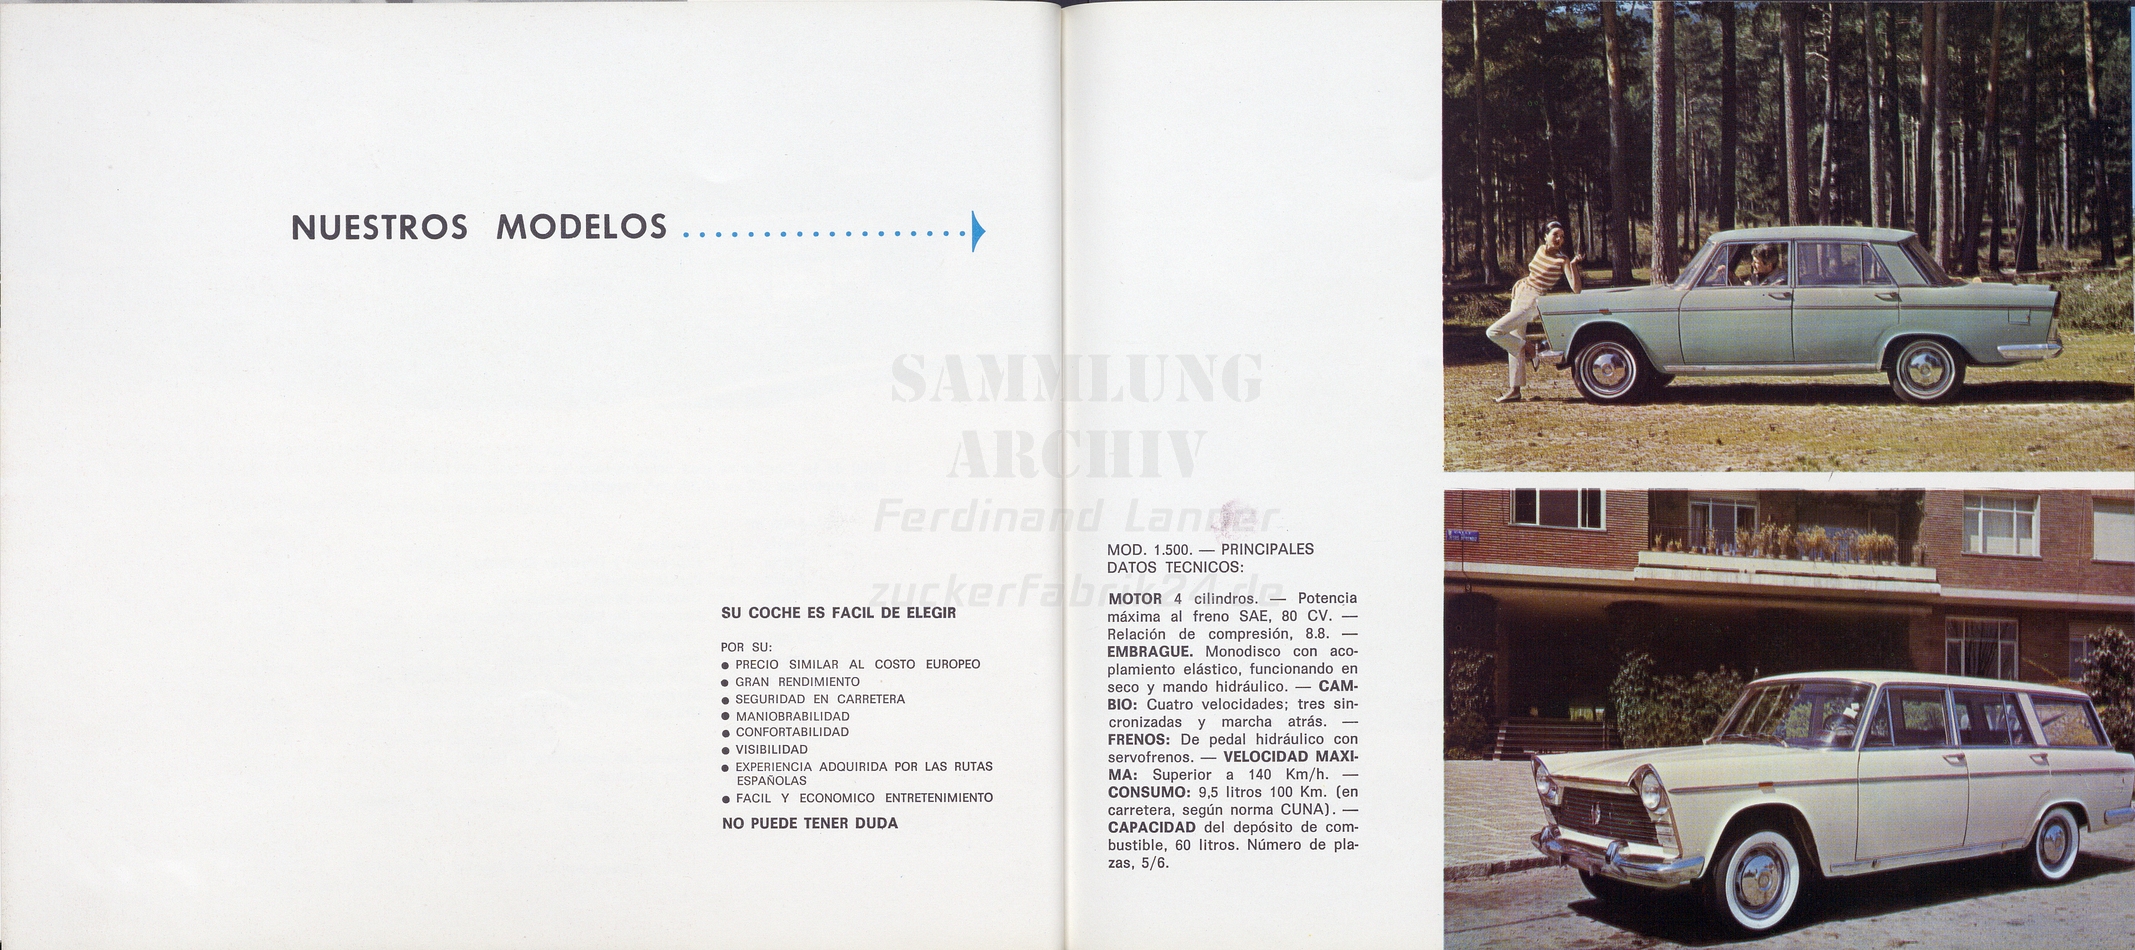 NUESTROS MODELOS
SU COCHE ES FACIL DE ELEGIR
POR SU:
● PRECIO SIMILAR AL COSTO EUROPEO
● GRAN RENDIMIENTO
● SEGURIDAD EN CARRETERA
● MANIOBRABILIDAD
● CONFORTABILIDAD
● VISIBILIDAD
● EXPERIENCIA ADQUIRIDA POR LAS RUTAS
ESPAÑOLAS
● FACIL Y ECONOMICO ENTRETENIMIENTO
NO PUEDE TENER DUDA
SAMMLUNG
ARCHIV
Ferdinand Lanner
zuckerfabrik24.de
MOD. 1.500. — PRINCIPALES
DATOS TECNICOS:
MOTOR 4 cilindros. — Potencia
máxima al freno SAE, 80 CV. —
Relación de compresión, 8.8. —
EMBRAGUE. Monodisco con aco-
plamiento elástico, funcionando en
seco y mando hidráulico. — CAM-
BIO: Cuatro velocidades; tres sin-
cronizadas y marcha atrás. —
FRENOS: De pedal hidráulico con
servofrenos. — VELOCIDAD MAXI-
MA: Superior a 140 Km/h. —
CONSUMO: 9,5 litros 100 Km. (en
carretera, según norma CUNA). —
CAPACIDAD del depósito de com-
bustible, 60 litros. Número de pla-
zas, 5/6.